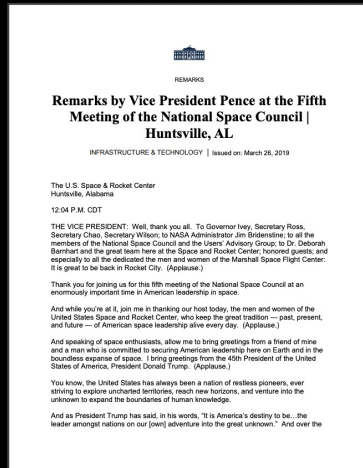 REMARKS
Remarks by Vice President Pence at the Fifth
Meeting of the National Space Council |
Huntsville, AL
INFRASTRUCTURE & TECHNOLOGY | Issued on: March 26, 2019
The U.S. Space & Rocket Center
Huntsville, Alabama
12:04 P.M. CDT
THE VICE PRESIDENT: Well, thank you all. To Governor Ivey, Secretary Ross,
Secretary Chao, Secretary Wilson; to NASA Administrator Jim Bridenstine; to all the
members of the National Space Council and the Users' Advisory Group; to Dr. Deborah
Barnhart and the great team here at the Space and Rocket Center; honored guests; and
especially to all the dedicated the men and women of the Marshall Space Flight Center:
It is great to be back in Rocket City. (Applause.)
Thank you for joining us for this fifth meeting of the National Space Council at an
enormously important time in American leadership in space.
And while you're at it, join me in thanking our host today, the men and women of the
United States Space and Rocket Center, who keep the great tradition — past, present,
and future — of American space leadership alive every day. (Applause.)
And speaking of space enthusiasts, allow me to bring greetings from a friend of mine
and a man who is committed to securing American leadership here on Earth and in the
boundless expanse of space. I bring greetings from the 45th President of the United
States of America, President Donald Trump. (Applause.)
You know, the United States has always been a nation of restless pioneers, ever
striving to explore uncharted territories, reach new horizons, and venture into the
unknown to expand the boundaries of human knowledge.
And as President Trump has said, in his words, "It is America's destiny to be…the
leader amongst nations on our [own] adventure into the great unknown." And over the